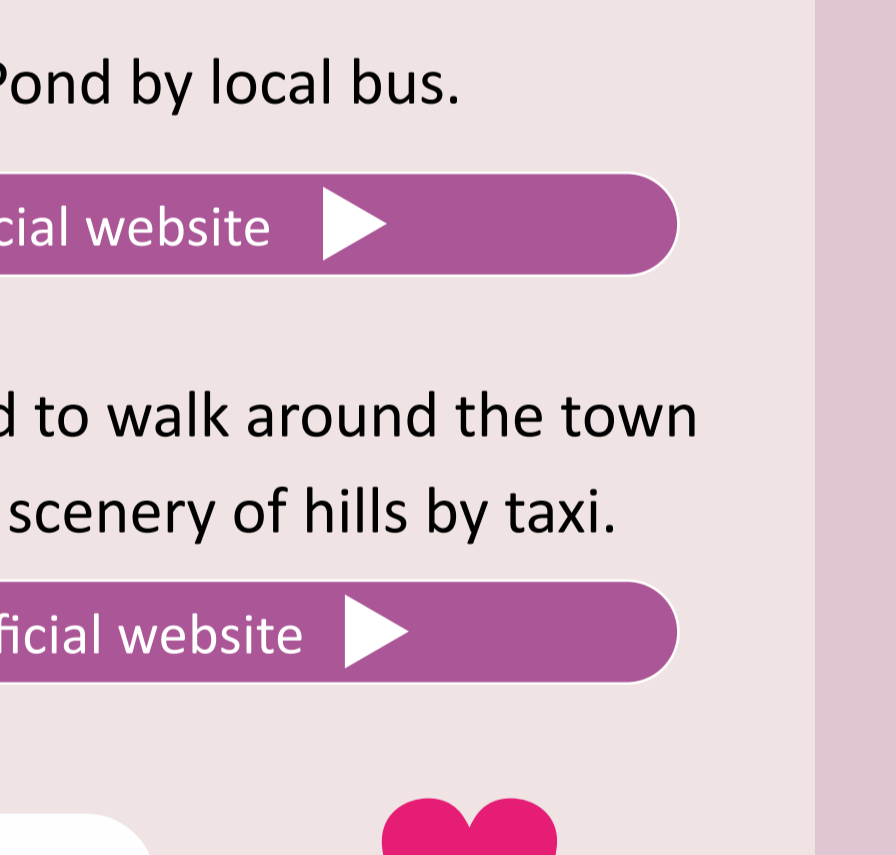 Pond by local bus.
cial website
d to walk around the town
scenery of hills by taxi.
ficial website